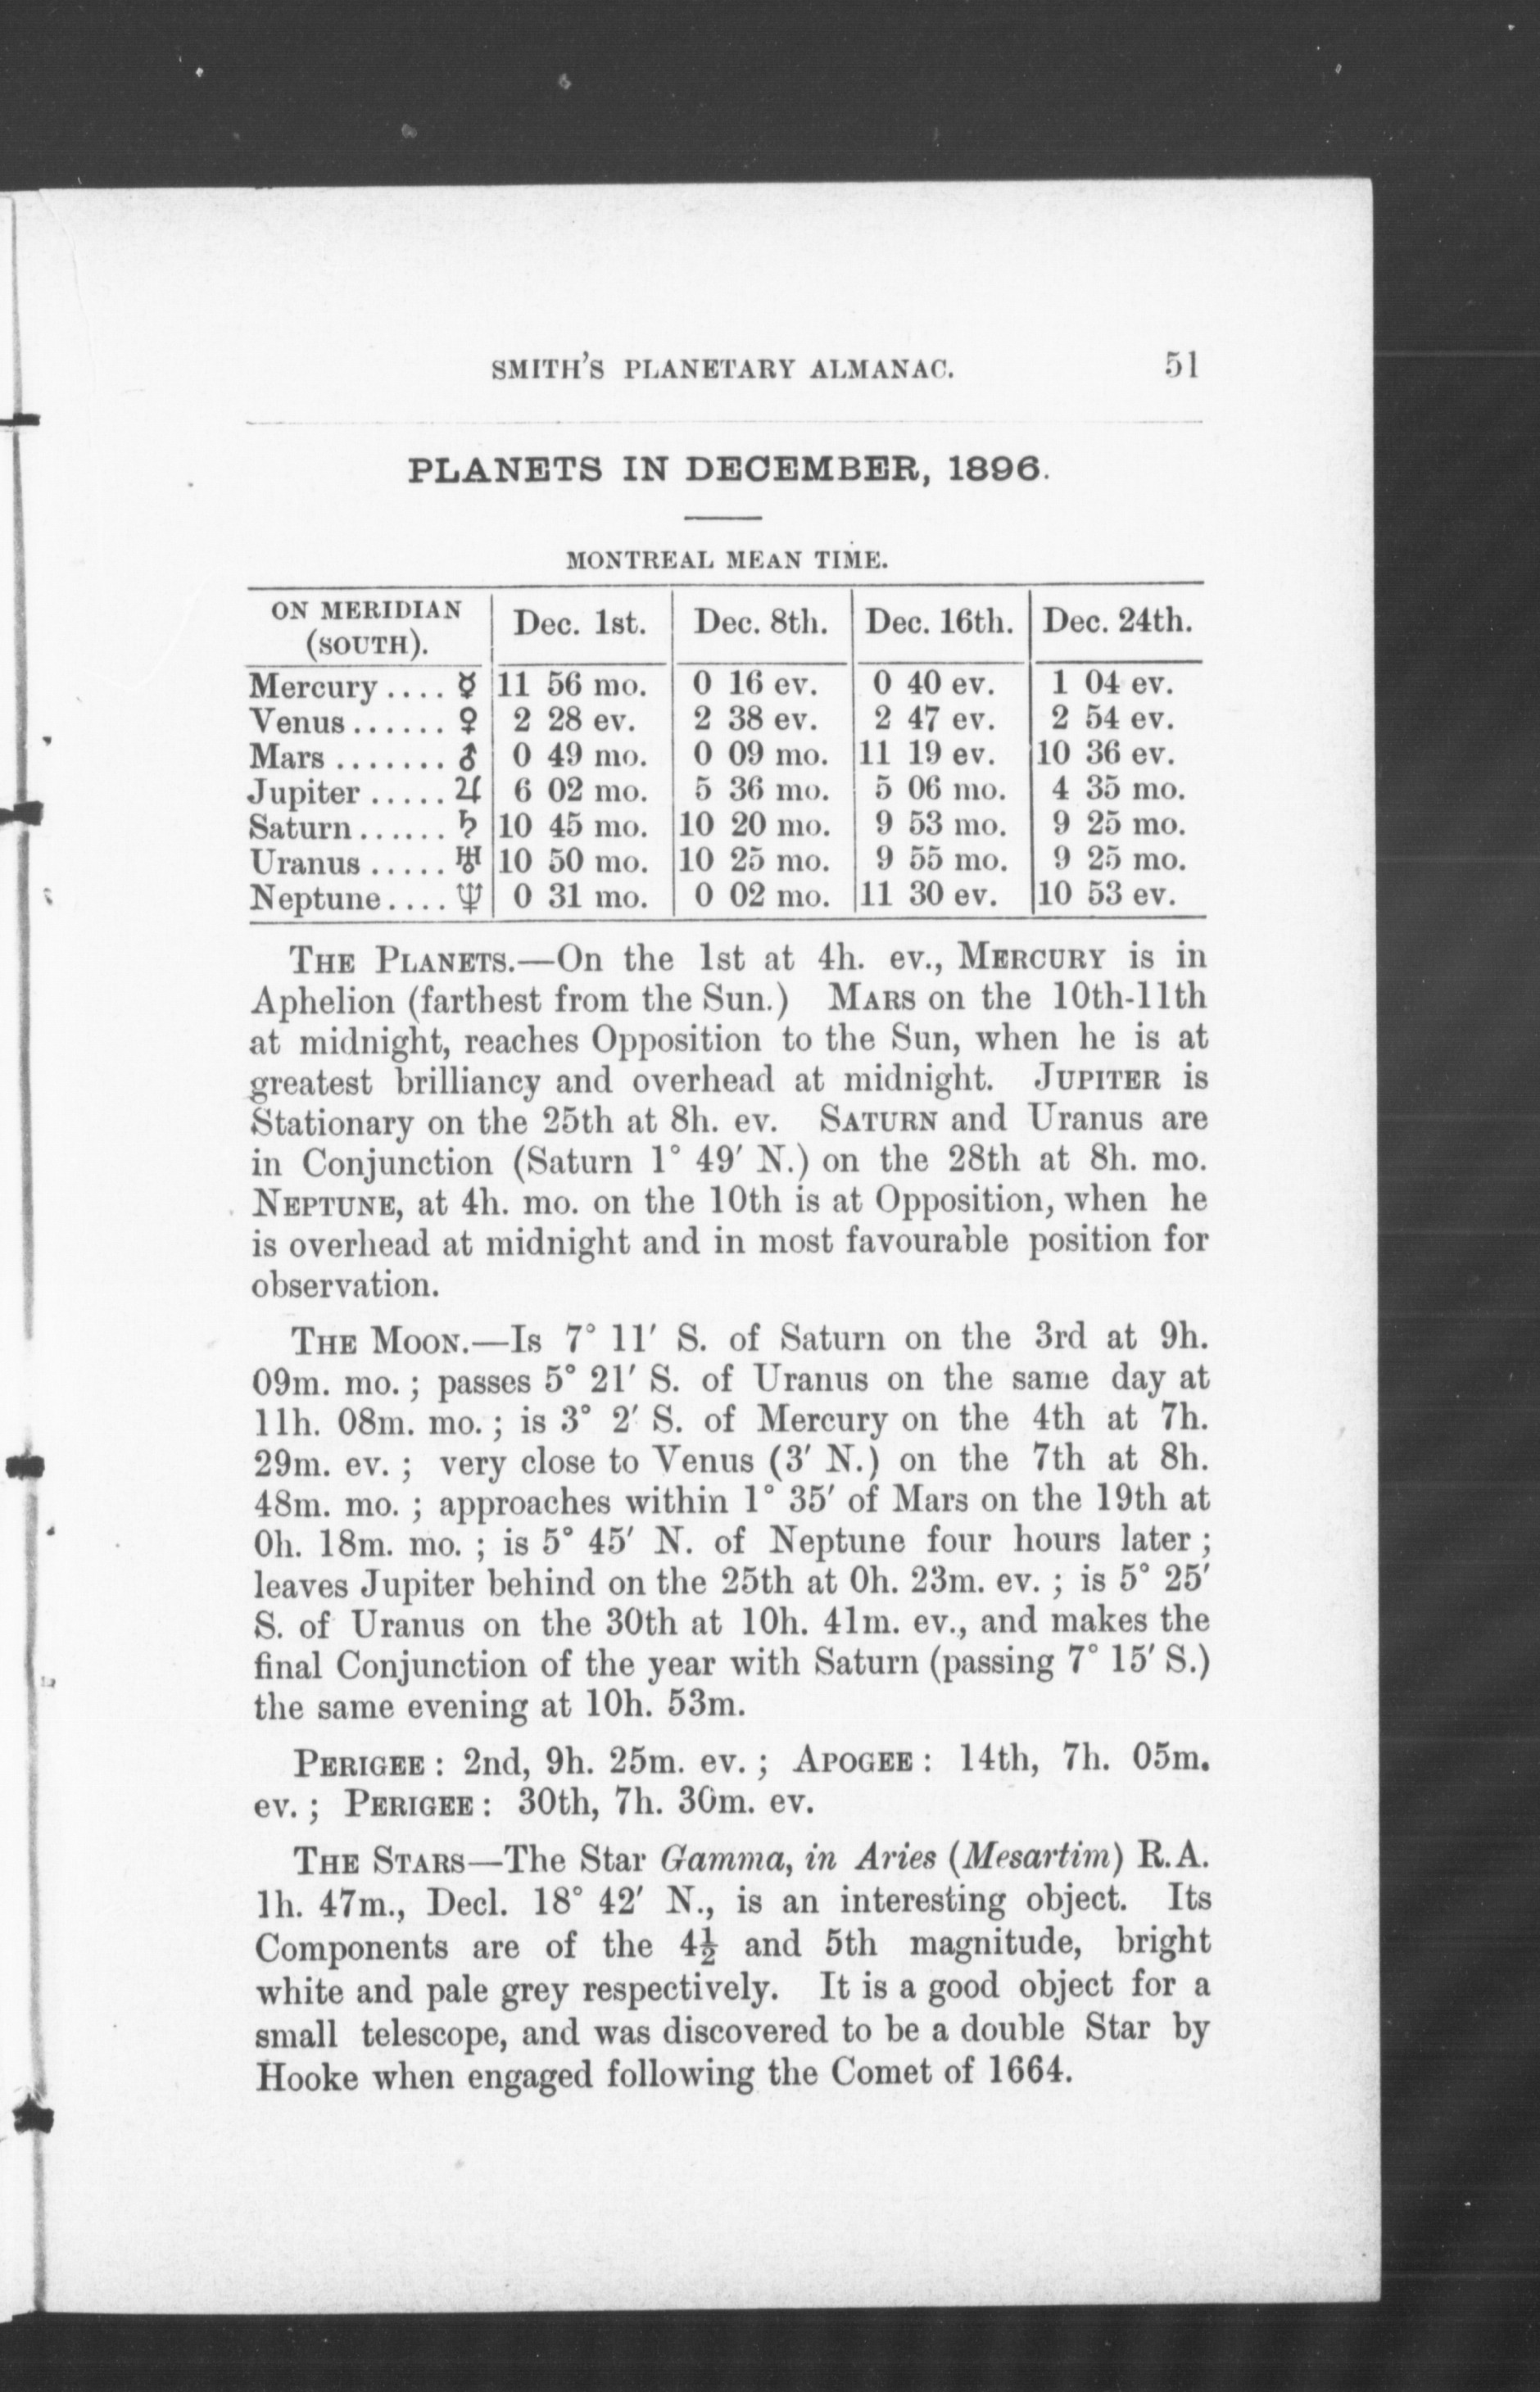 SMITH'S PLANETARY ALMANAC. 51
PLANETS IN DECEMBER, 1896.
MONTREAL MEAN TIME.
ON MERIDIAN (SOUTH). Dec. 1st. Dec. 8th. Dec. 16th. Dec. 24th.
Mercury.... ☿ 11 56 mo. 0 16 ev. 0 40 ev. 1 04 ev.
Venus...... ♀ 2 28 ev. 2 38 ev. 2 47 ev. 2 54 ev.
Mars ....... ♂ 0 49 mo. 0 09 mo. 11 19 ev. 10 36 ev.
Jupiter ..... ♃ 6 02 mo. 5 36 mo. 5 06 mo. 4 35 mo.
Saturn...... ♄ 10 45 mo. 10 20 mo. 9 53 mo. 9 25 mo.
Uranus ..... ♅ 10 50 mo. 10 25 mo. 9 55 mo. 9 25 mo.
Neptune.... ♆ 0 31 mo. 0 02 mo. 11 30 ev. 10 53 ev.
THE PLANETS.—On the 1st at 4h. ev., MERCURY is in
Aphelion (farthest from the Sun.) MARS on the 10th-11th
at midnight, reaches Opposition to the Sun, when he is at
greatest brilliancy and overhead at midnight. JUPITER is
Stationary on the 25th at 8h. ev. SATURN and Uranus are
in Conjunction (Saturn 1° 49′ N.) on the 28th at 8h. mo.
NEPTUNE, at 4h. mo. on the 10th is at Opposition, when he
is overhead at midnight and in most favourable position for
observation.
THE MOON.—Is 7° 11′ S. of Saturn on the 3rd at 9h.
09m. mo. ; passes 5° 21′ S. of Uranus on the same day at
11h. 08m. mo. ; is 3° 2′ S. of Mercury on the 4th at 7h.
29m. ev. ; very close to Venus (3′ N.) on the 7th at 8h.
48m. mo. ; approaches within 1° 35′ of Mars on the 19th at
0h. 18m. mo. ; is 5° 45′ N. of Neptune four hours later ;
leaves Jupiter behind on the 25th at 0h. 23m. ev. ; is 5° 25′
S. of Uranus on the 30th at 10h. 41m. ev., and makes the
final Conjunction of the year with Saturn (passing 7° 15′ S.)
the same evening at 10h. 53m.
PERIGEE : 2nd, 9h. 25m. ev. ; APOGEE : 14th, 7h. 05m.
ev. ; PERIGEE : 30th, 7h. 30m. ev.
THE STARS—The Star Gamma, in Aries (Mesartim) R.A.
1h. 47m., Decl. 18° 42′ N., is an interesting object. Its
Components are of the 4½ and 5th magnitude, bright
white and pale grey respectively. It is a good object for a
small telescope, and was discovered to be a double Star by
Hooke when engaged following the Comet of 1664.